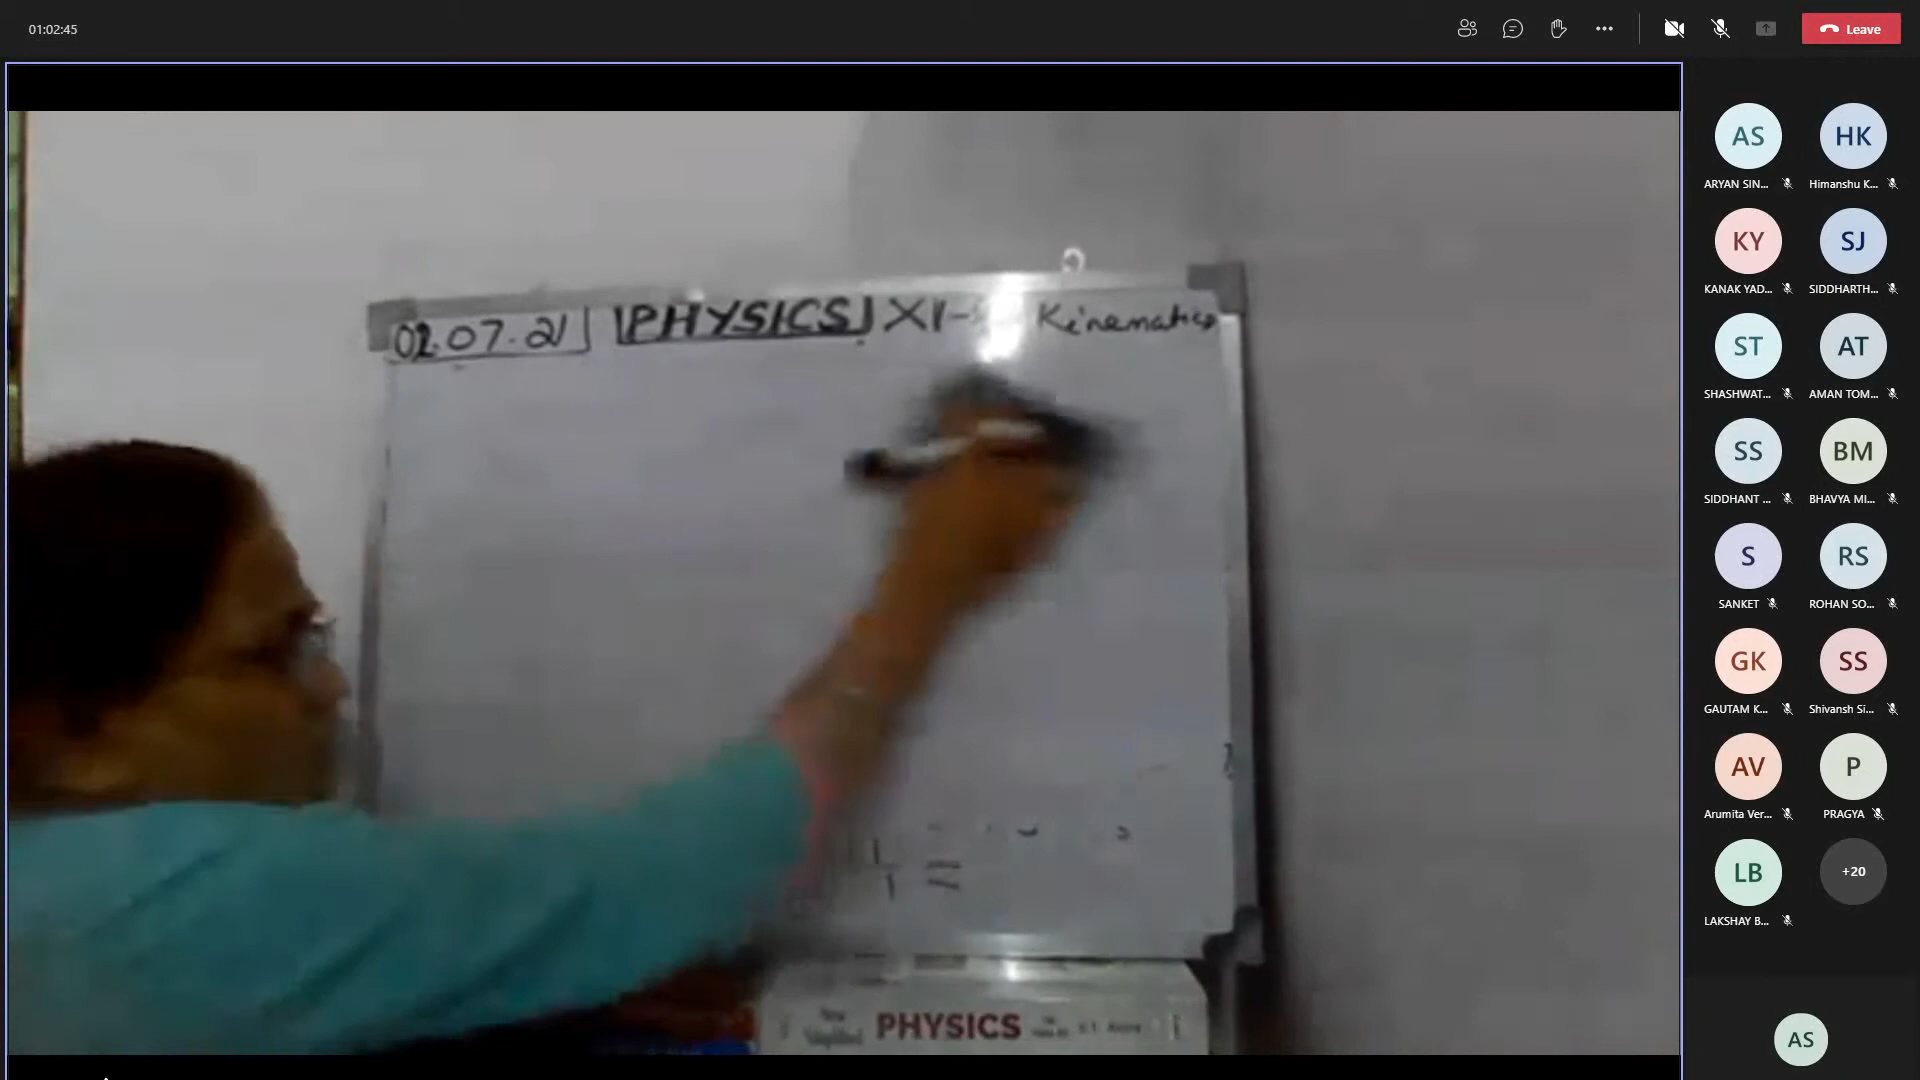 01:02:45
Leave
02.07.21 PHYSICS XI- Kinematics
=
=
New Simplified PHYSICS
AS
ARYAN SIN...
HK
Himanshu K...
KY
KANAK YAD...
SJ
SIDDHARTH...
ST
SHASHWAT...
AT
AMAN TOM...
SS
SIDDHANT ...
BM
BHAVYA MI...
S
SANKET
RS
ROHAN SO...
GK
GAUTAM K...
SS
Shivansh Si...
AV
Arumita Ver...
P
PRAGYA
LB
LAKSHAY B...
+20
AS